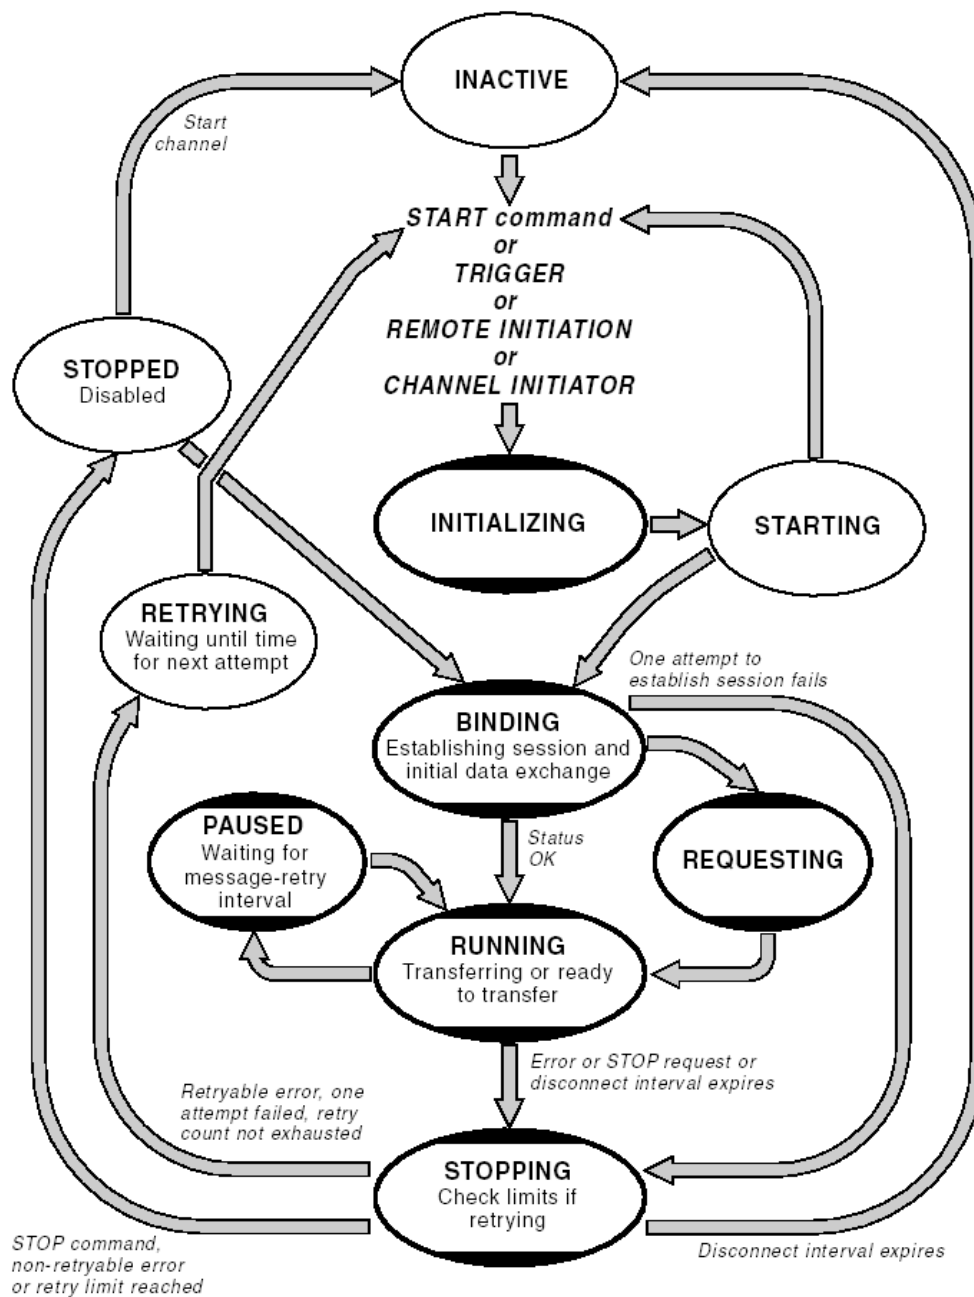 INACTIVE
Start
channel
START command
or
TRIGGER
or
REMOTE INITIATION
or
CHANNEL INITIATOR
STOPPED
Disabled
INITIALIZING
STARTING
RETRYING
Waiting until time
for next attempt
One attempt to
establish session fails
BINDING
Establishing session and
initial data exchange
PAUSED
Waiting for
message-retry
interval
Status
OK
REQUESTING
RUNNING
Transferring or ready
to transfer
Error or STOP request or
disconnect interval expires
Retryable error, one
attempt failed, retry
count not exhausted
STOPPING
Check limits if
retrying
STOP command,
non-retryable error
or retry limit reached
Disconnect interval expires